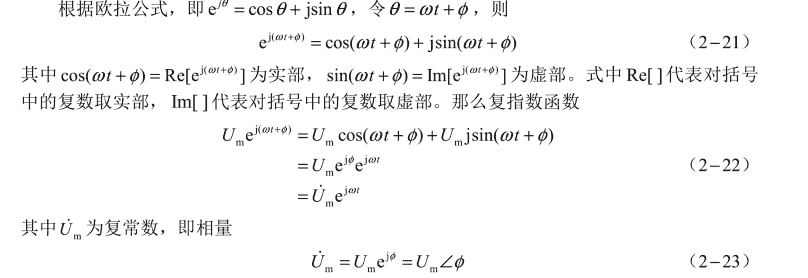 根据欧拉公式，即 e^{jθ} = cos θ + jsin θ，令 θ = ωt + ϕ，则
e^{j(ωt+ϕ)} = cos(ωt + ϕ) + jsin(ωt + ϕ) （2−21）
其中 cos(ωt + ϕ) = Re[e^{j(ωt+ϕ)}] 为实部， sin(ωt + ϕ) = Im[e^{j(ωt+ϕ)}] 为虚部。式中 Re[ ] 代表对括号
中的复数取实部， Im[ ] 代表对括号中的复数取虚部。那么复指数函数
U_m e^{j(ωt+ϕ)} = U_m cos(ωt + ϕ) + U_m jsin(ωt + ϕ)
= U_m e^{jϕ} e^{jωt} （2−22）
= U̇_m e^{jωt}
其中 U̇_m 为复常数，即相量
U̇_m = U_m e^{jϕ} = U_m∠ϕ （2−23）